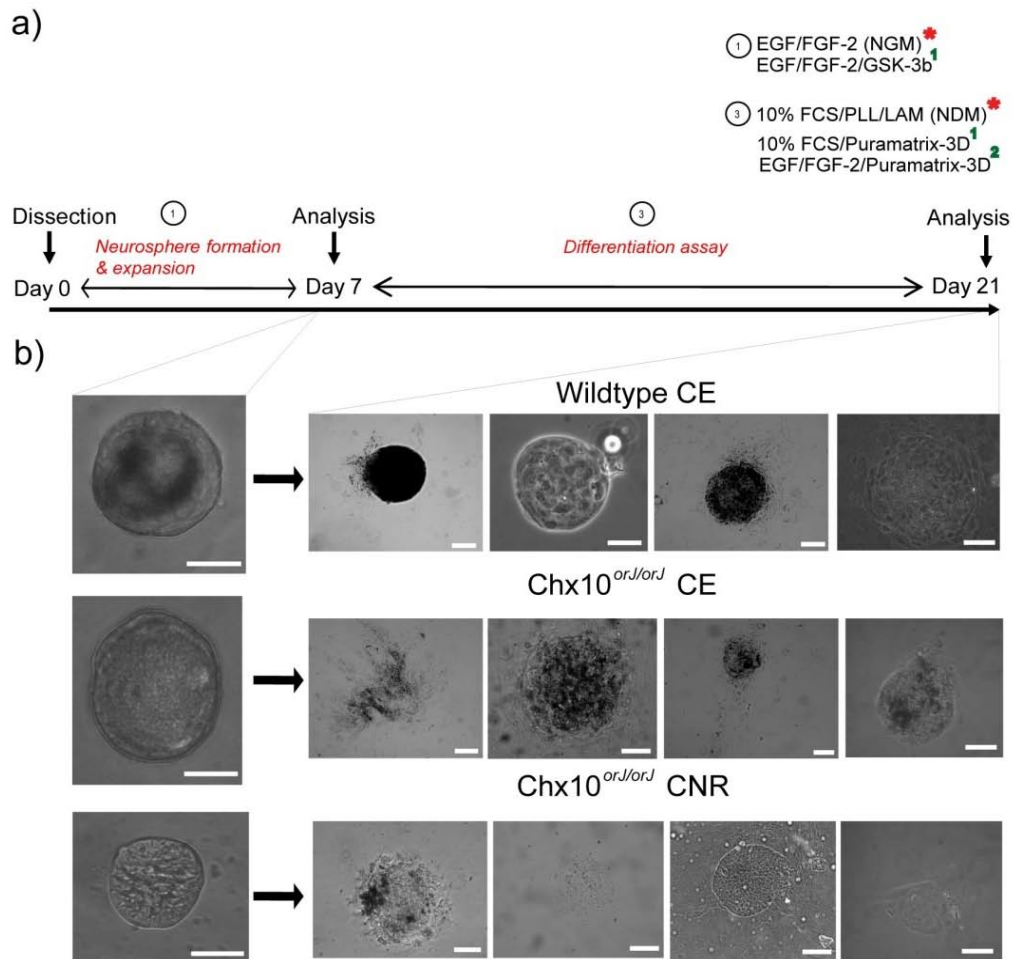 a)
① EGF/FGF-2 (NGM)*
EGF/FGF-2/GSK-3b1
③ 10% FCS/PLL/LAM (NDM)*
10% FCS/Puramatrix-3D1
EGF/FGF-2/Puramatrix-3D2
Dissection ① Analysis ③ Analysis
Neurosphere formation
& expansion
Differentiation assay
Day 0 Day 7 Day 21
b)
Wildtype CE
Chx10orJ/orJ CE
Chx10orJ/orJ CNR